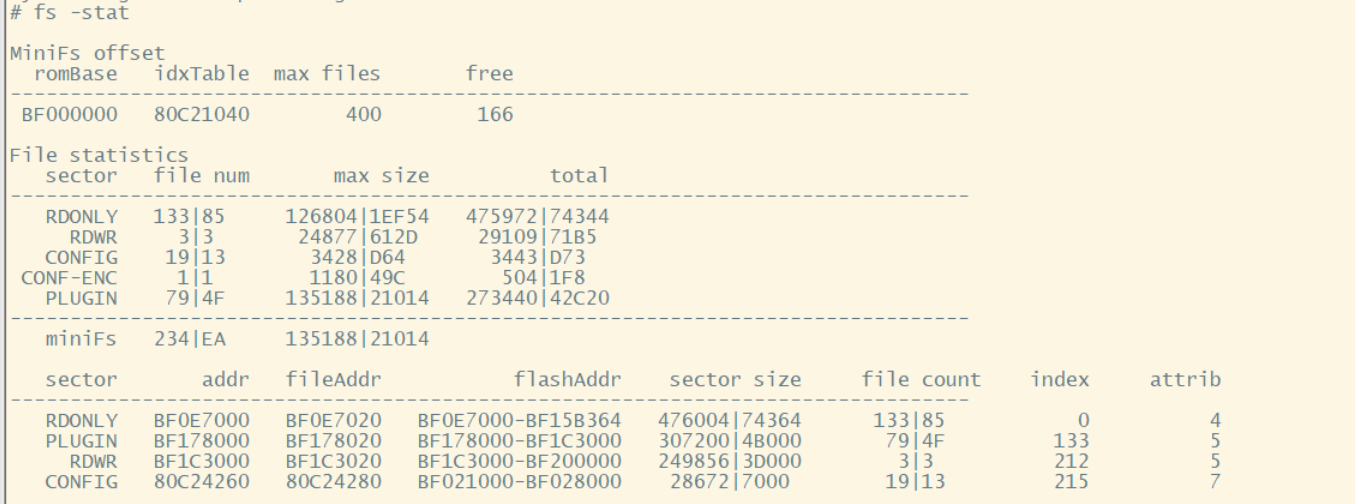 # fs -stat
MiniFs offset
romBase idxTable max files free
--------------------------------------------------------------------------------
BF000000 80C21040 400 166
File statistics
sector file num max size total
--------------------------------------------------------------------------------
RDONLY 133|85 126804|1EF54 475972|74344
RDWR 3|3 24877|612D 29109|71B5
CONFIG 19|13 3428|D64 3443|D73
CONF-ENC 1|1 1180|49C 504|1F8
PLUGIN 79|4F 135188|21014 273440|42C20
--------------------------------------------------------------------------------
miniFs 234|EA 135188|21014
sector addr fileAddr flashAddr sector size file count index attrib
--------------------------------------------------------------------------------
RDONLY BF0E7000 BF0E7020 BF0E7000-BF15B364 476004|74364 133|85 0 4
PLUGIN BF178000 BF178020 BF178000-BF1C3000 307200|4B000 79|4F 133 5
RDWR BF1C3000 BF1C3020 BF1C3000-BF200000 249856|3D000 3|3 212 5
CONFIG 80C24260 80C24280 BF021000-BF028000 28672|7000 19|13 215 7